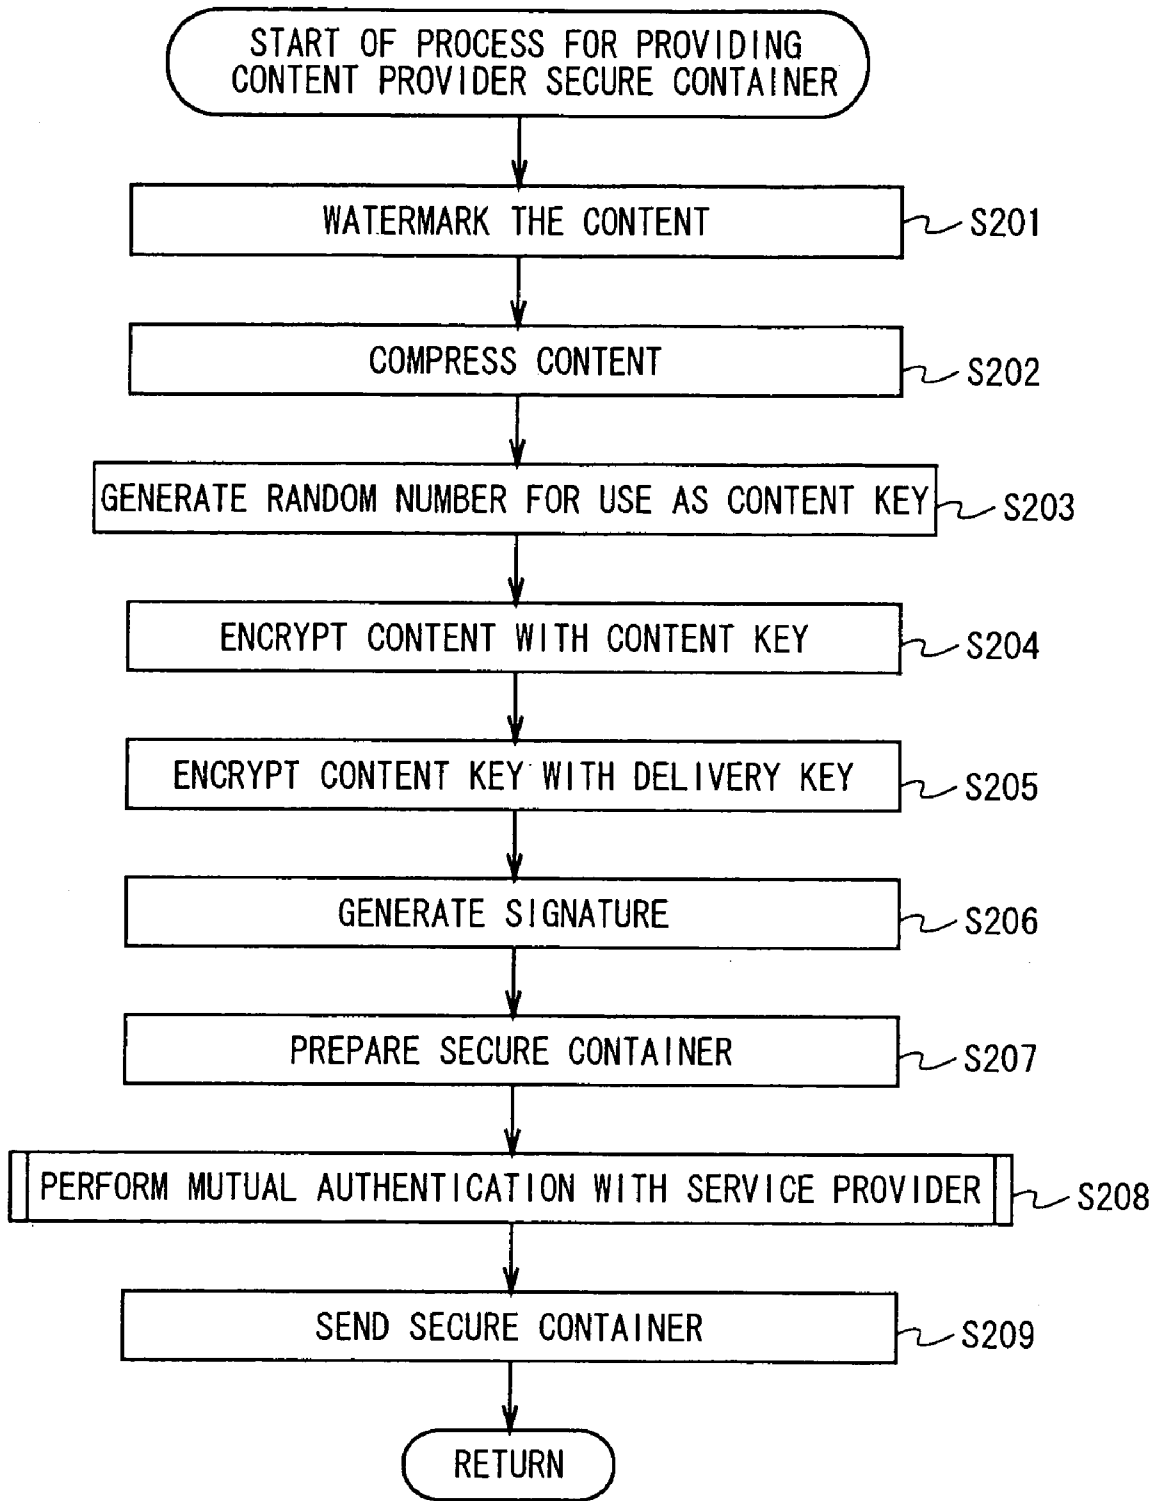 START OF PROCESS FOR PROVIDING
CONTENT PROVIDER SECURE CONTAINER
WATERMARK THE CONTENT
S201
COMPRESS CONTENT
S202
GENERATE RANDOM NUMBER FOR USE AS CONTENT KEY
S203
ENCRYPT CONTENT WITH CONTENT KEY
S204
ENCRYPT CONTENT KEY WITH DELIVERY KEY
S205
GENERATE SIGNATURE
S206
PREPARE SECURE CONTAINER
S207
PERFORM MUTUAL AUTHENTICATION WITH SERVICE PROVIDER
S208
SEND SECURE CONTAINER
S209
RETURN